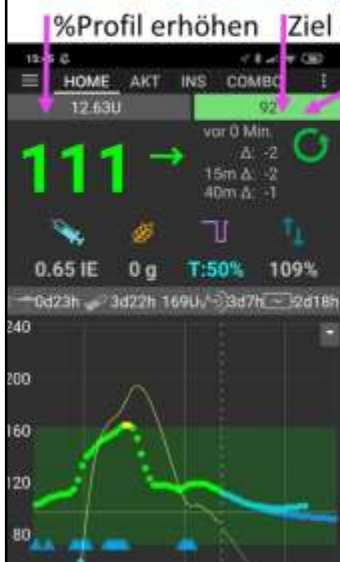 %Profil erhöhen Ziel
HOME AKT INS COMBO
12.63U 92
vor 0 Min.
111 → Δ: -2
15m Δ: -2
40m Δ: -1
0.65 IE 0 g T:50% 109%
0d23h 3d22h 169U 3d7h 2d18h
240
200
160
120
80